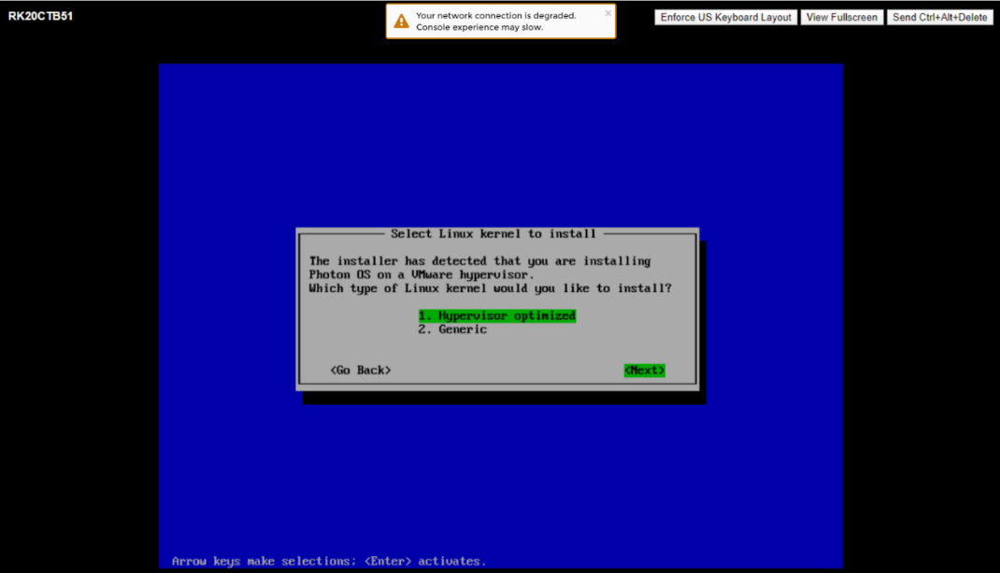 RK20CTB51
Your network connection is degraded.
Console experience may slow.
×
Enforce US Keyboard Layout
View Fullscreen
Send Ctrl+Alt+Delete
Select Linux kernel to install
The installer has detected that you are installing
Photon OS on a VMware hypervisor.
Which type of Linux kernel would you like to install?
1. Hypervisor optimized
2. Generic
<Go Back>
<Next>
Arrow keys make selections; <Enter> activates.